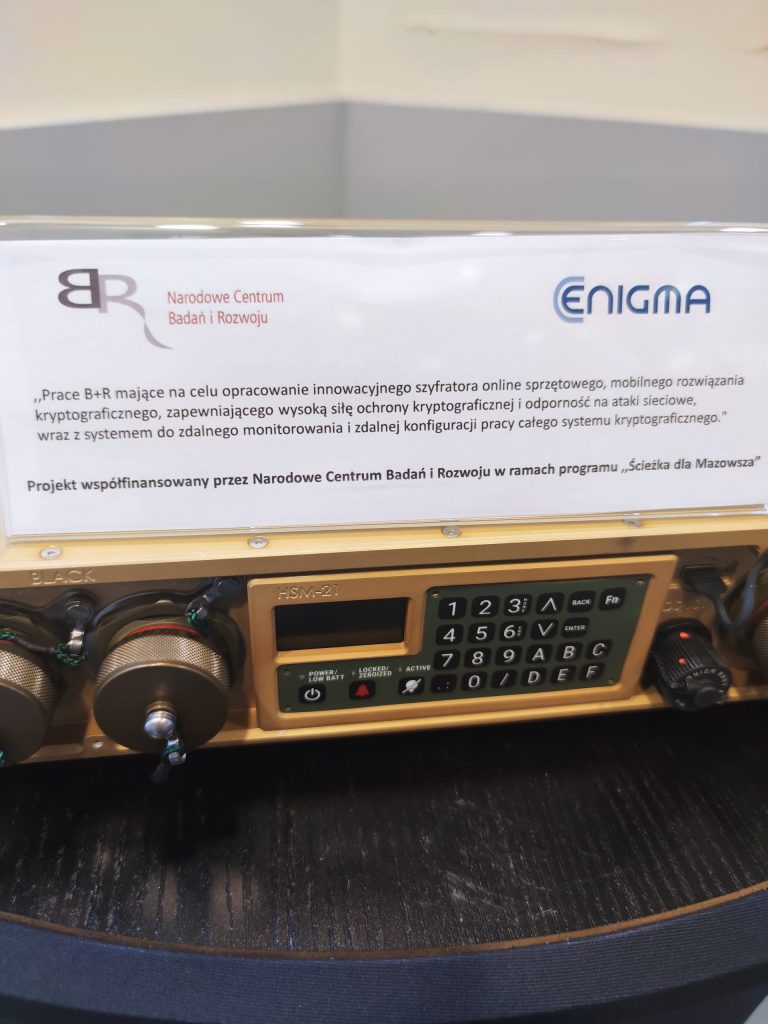 BR
Narodowe Centrum
Badań i Rozwoju
ENIGMA
,,Prace B+R mające na celu opracowanie innowacyjnego szyfratora online sprzętowego, mobilnego rozwiązania
kryptograficznego, zapewniającego wysoką siłę ochrony kryptograficznej i odporność na ataki sieciowe,
wraz z systemem do zdalnego monitorowania i zdalnej konfiguracji pracy całego systemu kryptograficznego."
Projekt współfinansowany przez Narodowe Centrum Badań i Rozwoju w ramach programu ,,Ścieżka dla Mazowsza"
BLACK
HSM-21
1 2 3 BACK Fn
4 5 6 ENTER
7 8 9 A B C
0 / D E F
POWER/
LOW BATT
LOCKED/
ZEROIZED
ACTIVE